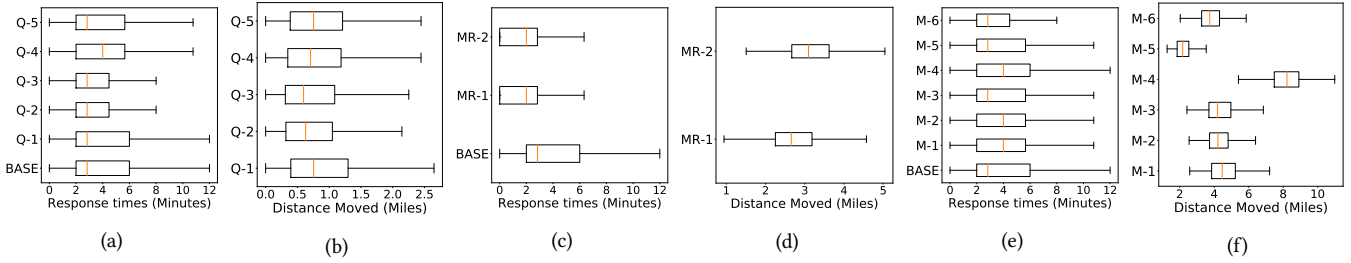 Q-5
Q-4
Q-3
Q-2
Q-1
BASE
0 2 4 6 8 10 12
Response times (Minutes)
(a)
Q-5
Q-4
Q-3
Q-2
Q-1
0.0 0.5 1.0 1.5 2.0 2.5
Distance Moved (Miles)
(b)
MR-2
MR-1
BASE
0 2 4 6 8 10 12
Response times (Minutes)
(c)
MR-2
MR-1
1 2 3 4 5
Distance Moved (Miles)
(d)
M-6
M-5
M-4
M-3
M-2
M-1
BASE
0 2 4 6 8 10 12
Response times (Minutes)
(e)
M-6
M-5
M-4
M-3
M-2
M-1
2 4 6 8 10
Distance Moved (Miles)
(f)